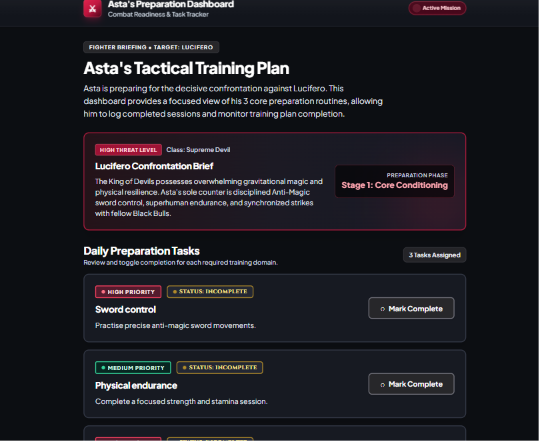 Asta's Preparation Dashboard
Combat Readiness & Task Tracker
Active Mission
FIGHTER BRIEFING • TARGET: LUCIFERO
Asta's Tactical Training Plan
Asta is preparing for the decisive confrontation against Lucifero. This
dashboard provides a focused view of his 3 core preparation routines, allowing
him to log completed sessions and monitor training plan completion.
HIGH THREAT LEVEL Class: Supreme Devil
Lucifero Confrontation Brief
The King of Devils possesses overwhelming gravitational magic and
physical resilience. Asta's sole counter is disciplined Anti-Magic
sword control, superhuman endurance, and synchronized strikes
with fellow Black Bulls.
PREPARATION PHASE
Stage 1: Core Conditioning
Daily Preparation Tasks
Review and toggle completion for each required training domain.
3 Tasks Assigned
HIGH PRIORITY STATUS: INCOMPLETE
Sword control
Practise precise anti-magic sword movements.
Mark Complete
MEDIUM PRIORITY STATUS: INCOMPLETE
Physical endurance
Complete a focused strength and stamina session.
Mark Complete